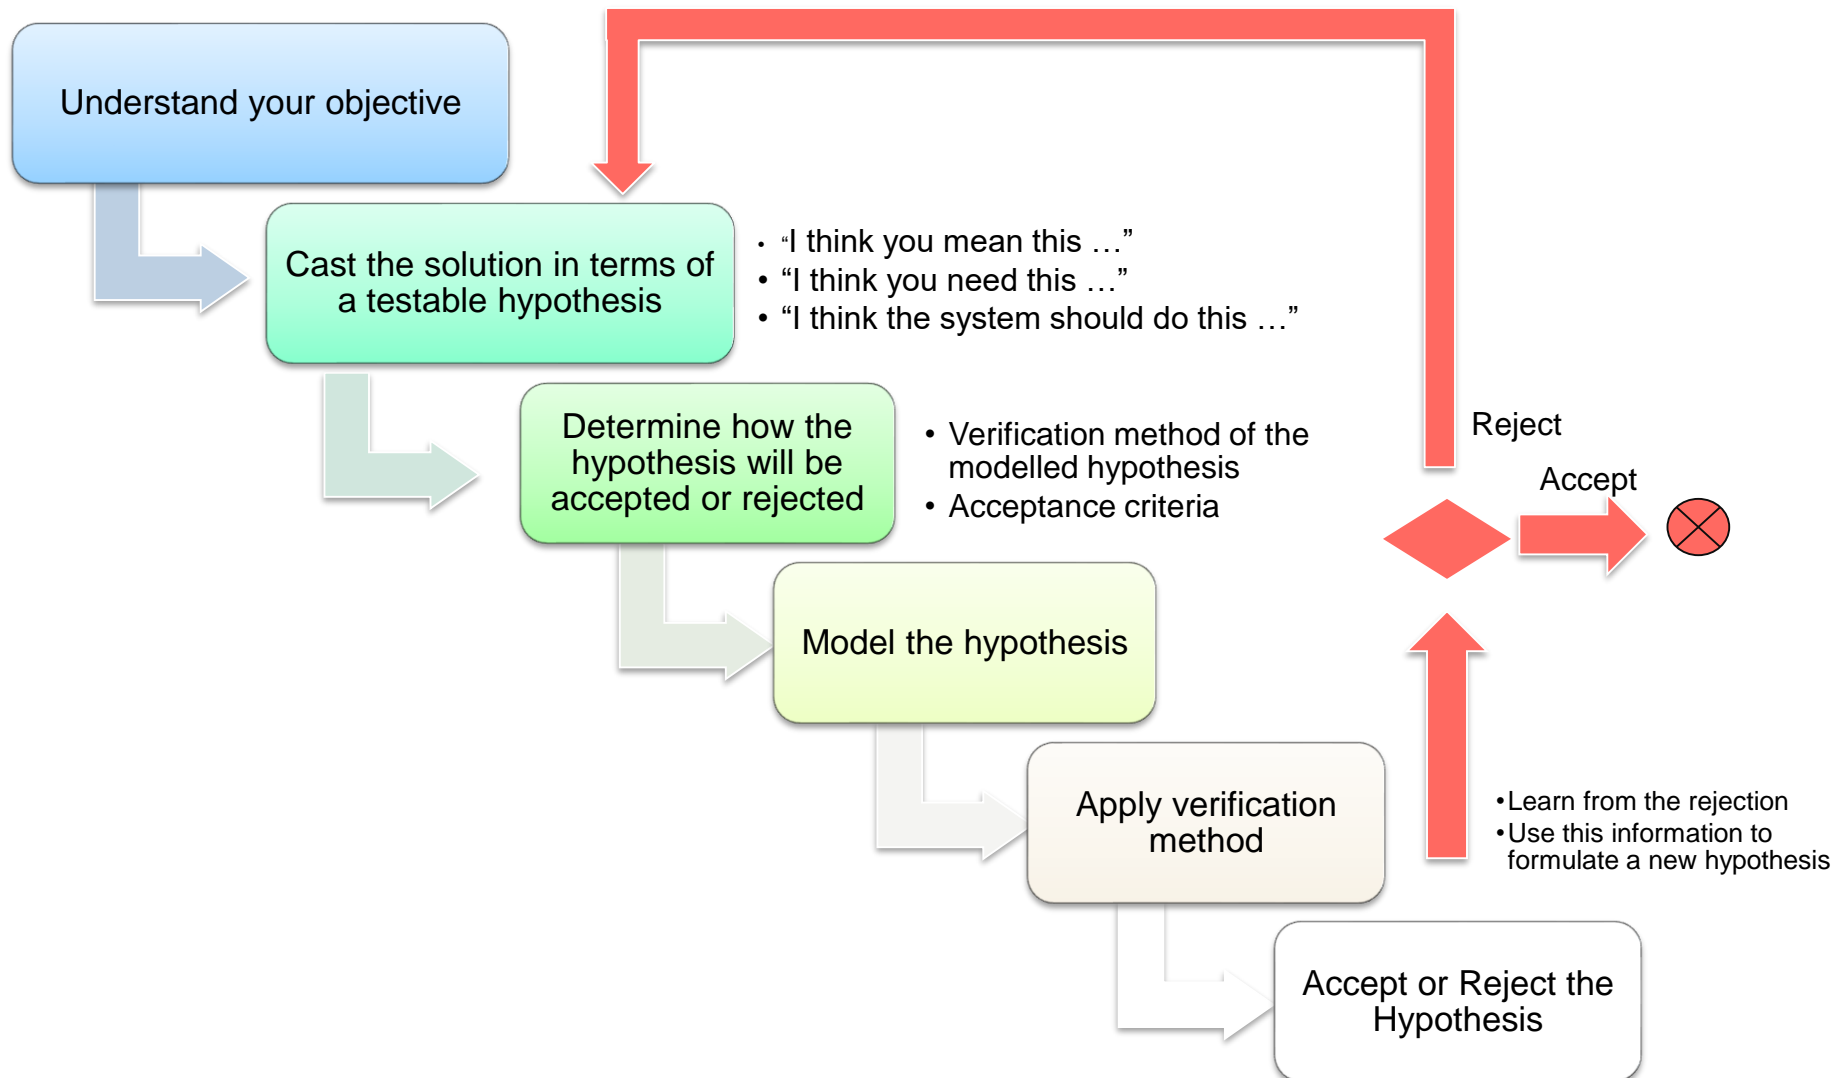 Understand your objective
Cast the solution in terms of
a testable hypothesis
• “I think you mean this …”
• “I think you need this …”
• “I think the system should do this …”
Determine how the
hypothesis will be
accepted or rejected
• Verification method of the
modelled hypothesis
• Acceptance criteria
Reject
Accept
Model the hypothesis
Apply verification
method
• Learn from the rejection
• Use this information to
formulate a new hypothesis
Accept or Reject the
Hypothesis